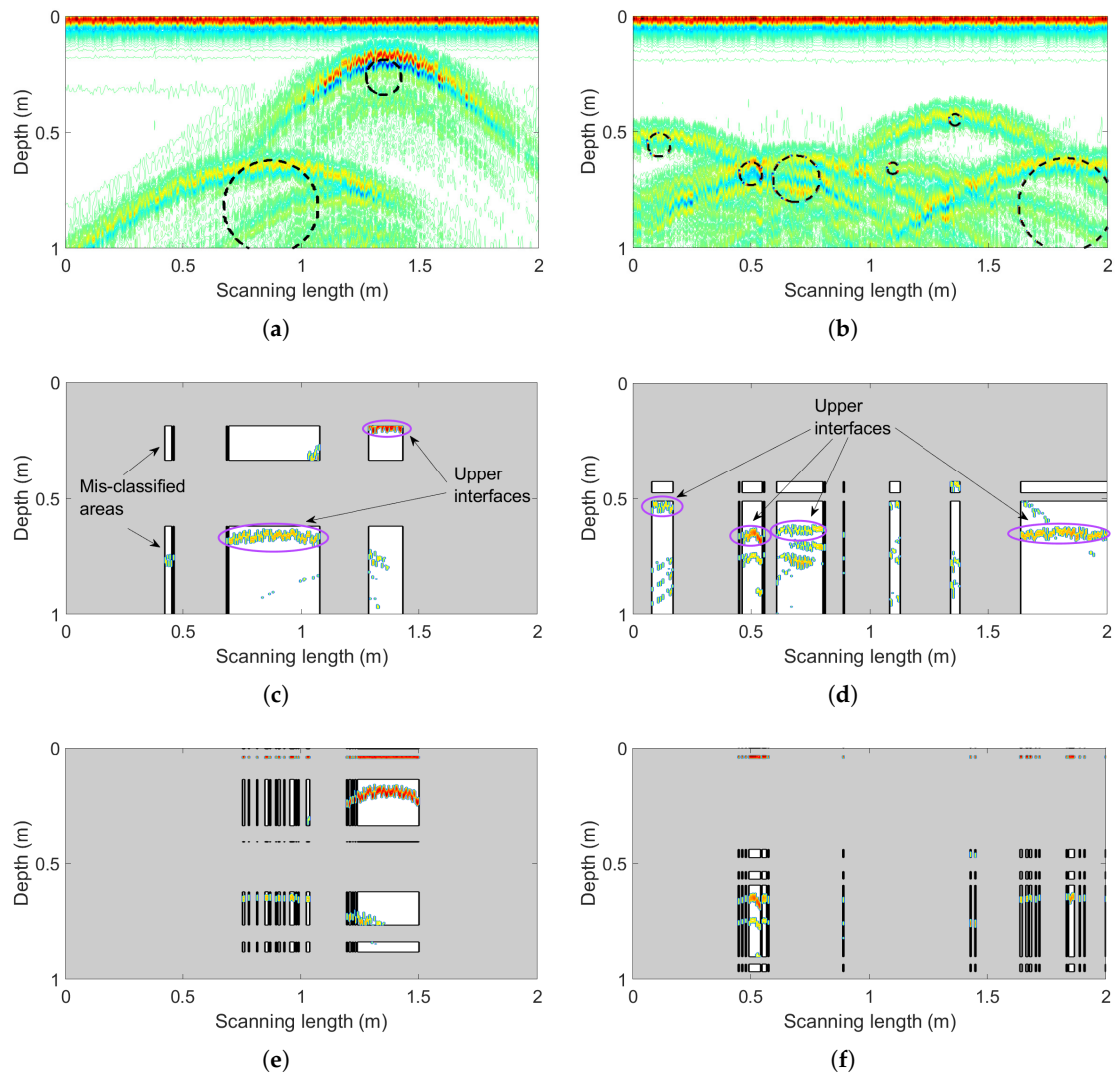 0
0.5
1
Depth (m)
0 0.5 1 1.5 2
Scanning length (m)
(a)
0
0.5
1
Depth (m)
0 0.5 1 1.5 2
Scanning length (m)
(b)
0
0.5
1
Depth (m)
Mis-classified
areas
Upper
interfaces
0 0.5 1 1.5 2
Scanning length (m)
(c)
0
0.5
1
Depth (m)
Upper
interfaces
0 0.5 1 1.5 2
Scanning length (m)
(d)
0
0.5
1
Depth (m)
0 0.5 1 1.5 2
Scanning length (m)
(e)
0
0.5
1
Depth (m)
0 0.5 1 1.5 2
Scanning length (m)
(f)